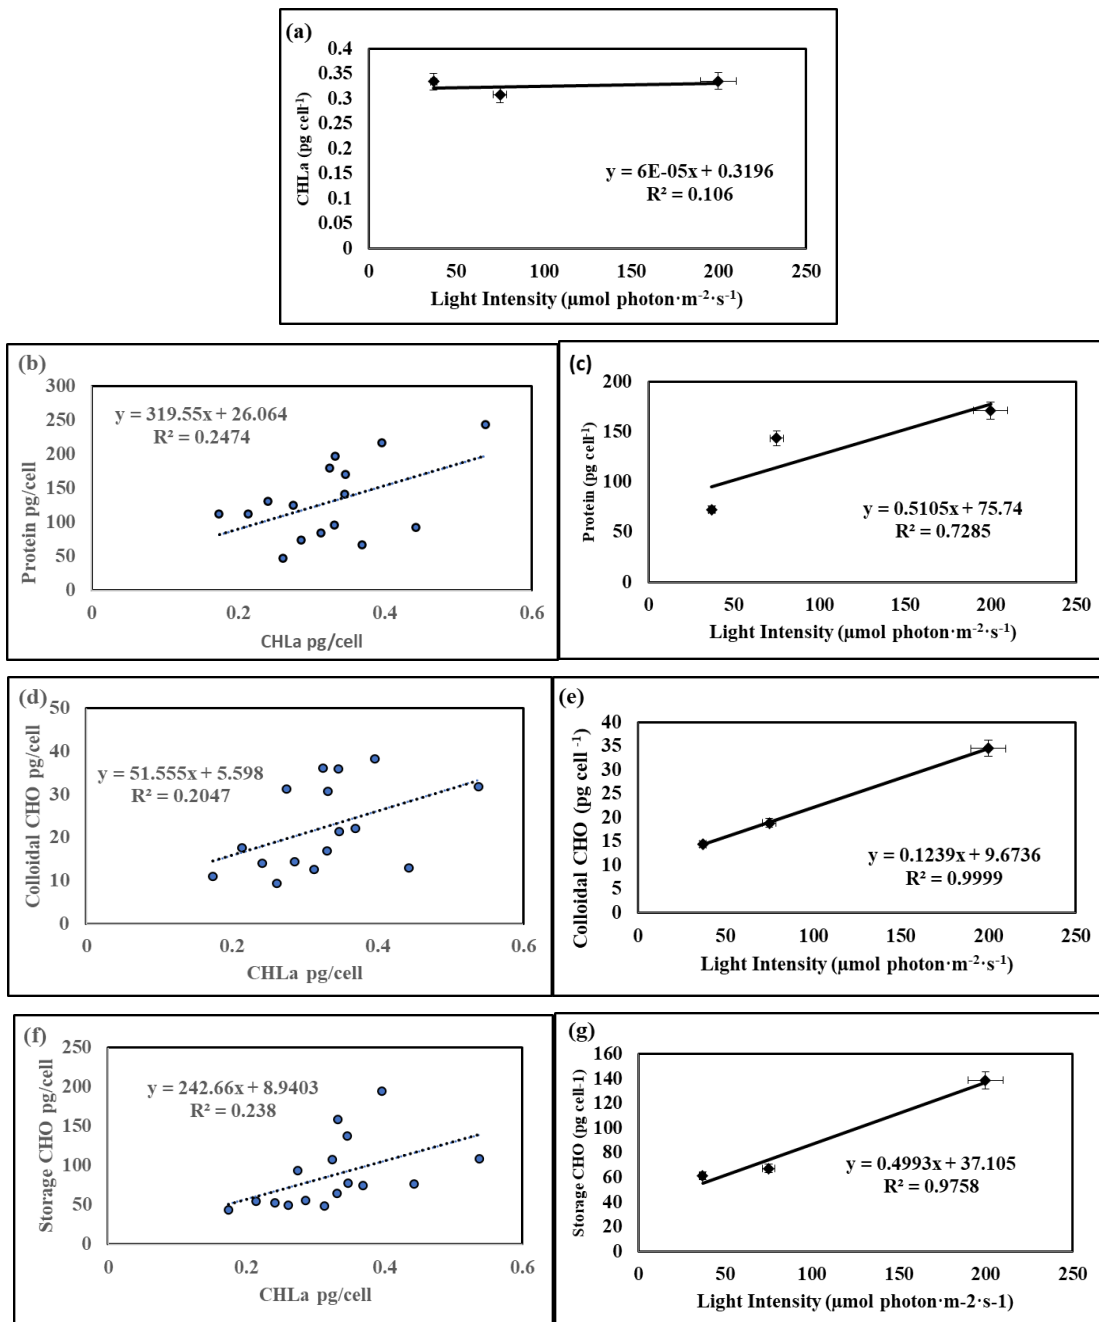 (a)
0.4
0.35
0.3
0.25
0.2
0.15
0.1
0.05
0
CHLa (pg cell⁻¹)
y = 6E-05x + 0.3196
R² = 0.106
0 50 100 150 200 250
Light Intensity (µmol photon·m⁻²·s⁻¹)
(b)
300
250
200
150
100
50
0
Protein pg/cell
y = 319.55x + 26.064
R² = 0.2474
0 0.2 0.4 0.6
CHLa pg/cell
(c)
200
150
100
50
0
Protein (pg cell⁻¹)
y = 0.5105x + 75.74
R² = 0.7285
0 50 100 150 200 250
Light Intensity (µmol photon·m⁻²·s⁻¹)
(d)
50
40
30
20
10
0
Colloidal CHO pg/cell
y = 51.555x + 5.598
R² = 0.2047
0 0.2 0.4 0.6
CHLa pg/cell
(e)
40
35
30
25
20
15
10
5
0
Colloidal CHO (pg cell ⁻¹)
y = 0.1239x + 9.6736
R² = 0.9999
0 50 100 150 200 250
Light Intensity (µmol photon·m⁻²·s⁻¹)
(f)
250
200
150
100
50
0
Storage CHO pg/cell
y = 242.66x + 8.9403
R² = 0.238
0 0.2 0.4 0.6
CHLa pg/cell
(g)
160
140
120
100
80
60
40
20
0
Storage CHO (pg cell-1)
y = 0.4993x + 37.105
R² = 0.9758
0 50 100 150 200 250
Light Intensity (µmol photon·m-2·s-1)